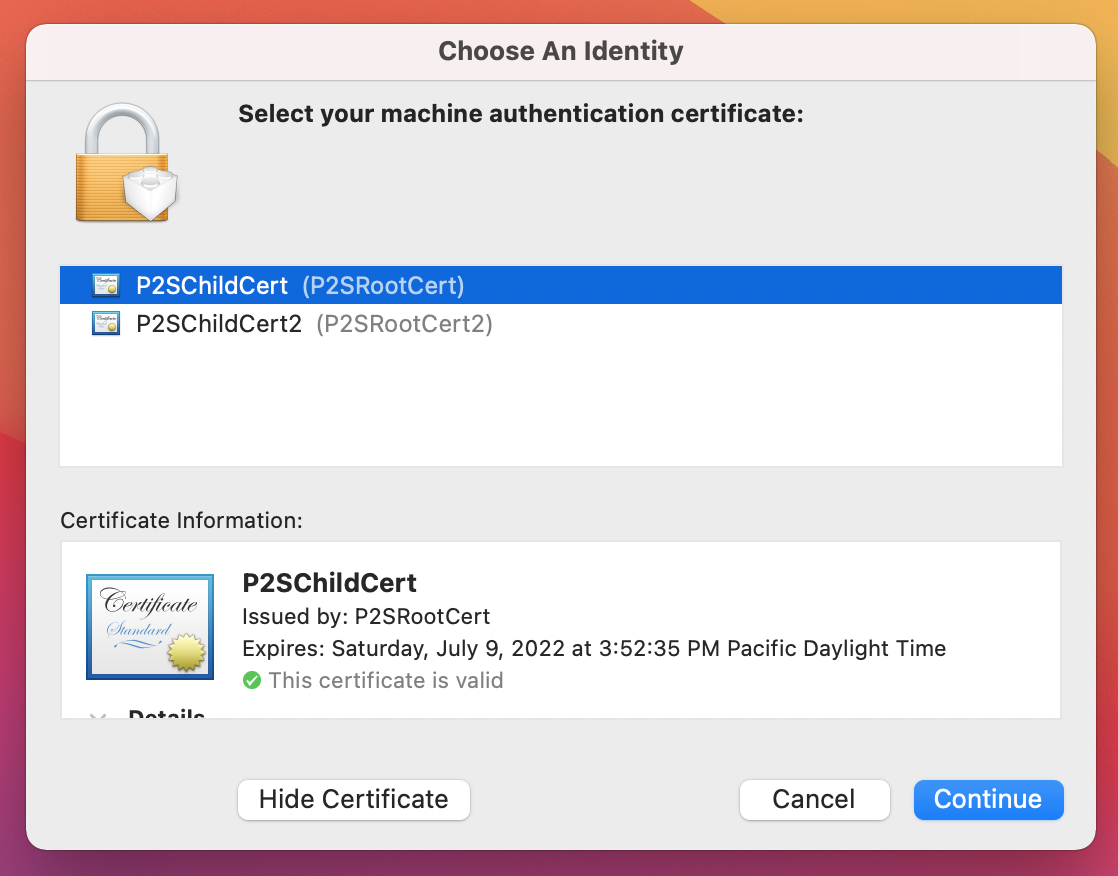 Choose An Identity
Select your machine authentication certificate:
P2SChildCert (P2SRootCert)
P2SChildCert2 (P2SRootCert2)
Certificate Information:
Certificate
Standard
P2SChildCert
Issued by: P2SRootCert
Expires: Saturday, July 9, 2022 at 3:52:35 PM Pacific Daylight Time
This certificate is valid
Details
Hide Certificate
Cancel
Continue